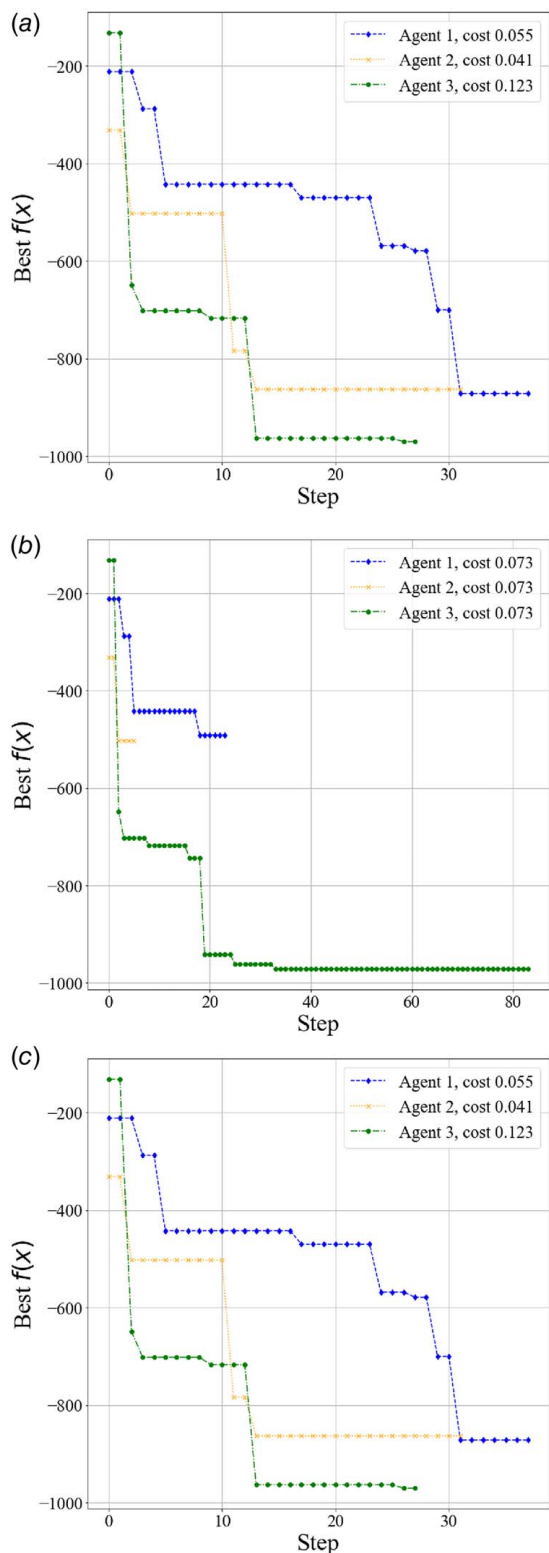 (a)
Agent 1, cost 0.055
Agent 2, cost 0.041
Agent 3, cost 0.123
Best f(x)
−200
−400
−600
−800
−1000
0 10 20 30
Step
(b)
Agent 1, cost 0.073
Agent 2, cost 0.073
Agent 3, cost 0.073
Best f(x)
−200
−400
−600
−800
−1000
0 20 40 60 80
Step
(c)
Agent 1, cost 0.055
Agent 2, cost 0.041
Agent 3, cost 0.123
Best f(x)
−200
−400
−600
−800
−1000
0 10 20 30
Step